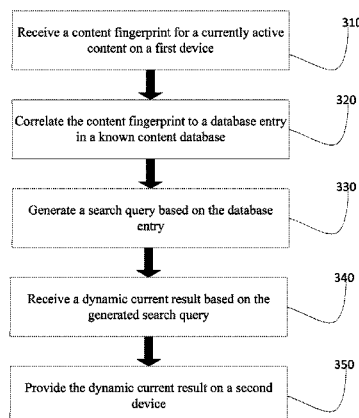 310
Receive a content fingerprint for a currently active
content on a first device
320
Correlate the content fingerprint to a database entry
in a known content database
330
Generate a search query based on the database
entry
340
Receive a dynamic current result based on the
generated search query
350
Provide the dynamic current result on a second
device